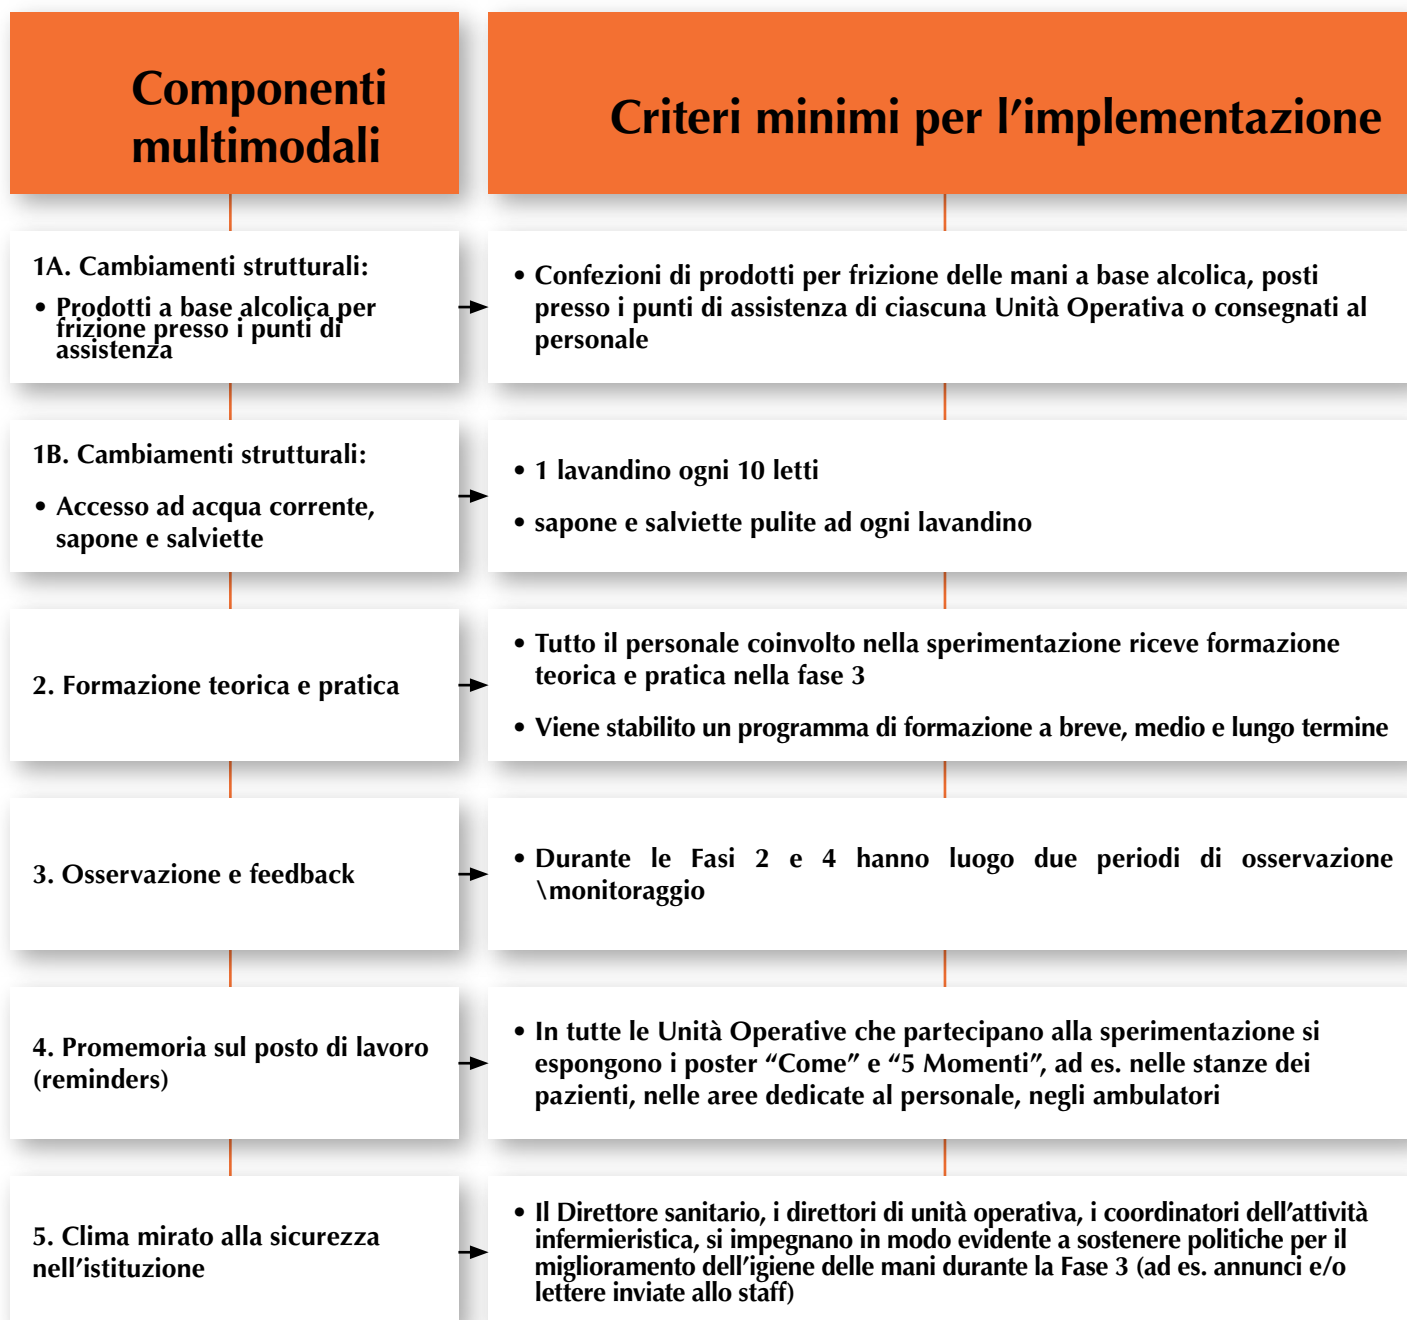 Componenti
multimodali
Criteri minimi per l’implementazione
1A. Cambiamenti strutturali:
• Prodotti a base alcolica per
frizione presso i punti di
assistenza
• Confezioni di prodotti per frizione delle mani a base alcolica, posti
presso i punti di assistenza di ciascuna Unità Operativa o consegnati al
personale
1B. Cambiamenti strutturali:
• Accesso ad acqua corrente,
sapone e salviette
• 1 lavandino ogni 10 letti
• sapone e salviette pulite ad ogni lavandino
2. Formazione teorica e pratica
• Tutto il personale coinvolto nella sperimentazione riceve formazione
teorica e pratica nella fase 3
• Viene stabilito un programma di formazione a breve, medio e lungo termine
3. Osservazione e feedback
• Durante le Fasi 2 e 4 hanno luogo due periodi di osservazione
\monitoraggio
4. Promemoria sul posto di lavoro
(reminders)
• In tutte le Unità Operative che partecipano alla sperimentazione si
espongono i poster “Come” e “5 Momenti”, ad es. nelle stanze dei
pazienti, nelle aree dedicate al personale, negli ambulatori
5. Clima mirato alla sicurezza
nell’istituzione
• Il Direttore sanitario, i direttori di unità operativa, i coordinatori dell’attività
infermieristica, si impegnano in modo evidente a sostenere politiche per il
miglioramento dell’igiene delle mani durante la Fase 3 (ad es. annunci e/o
lettere inviate allo staff)